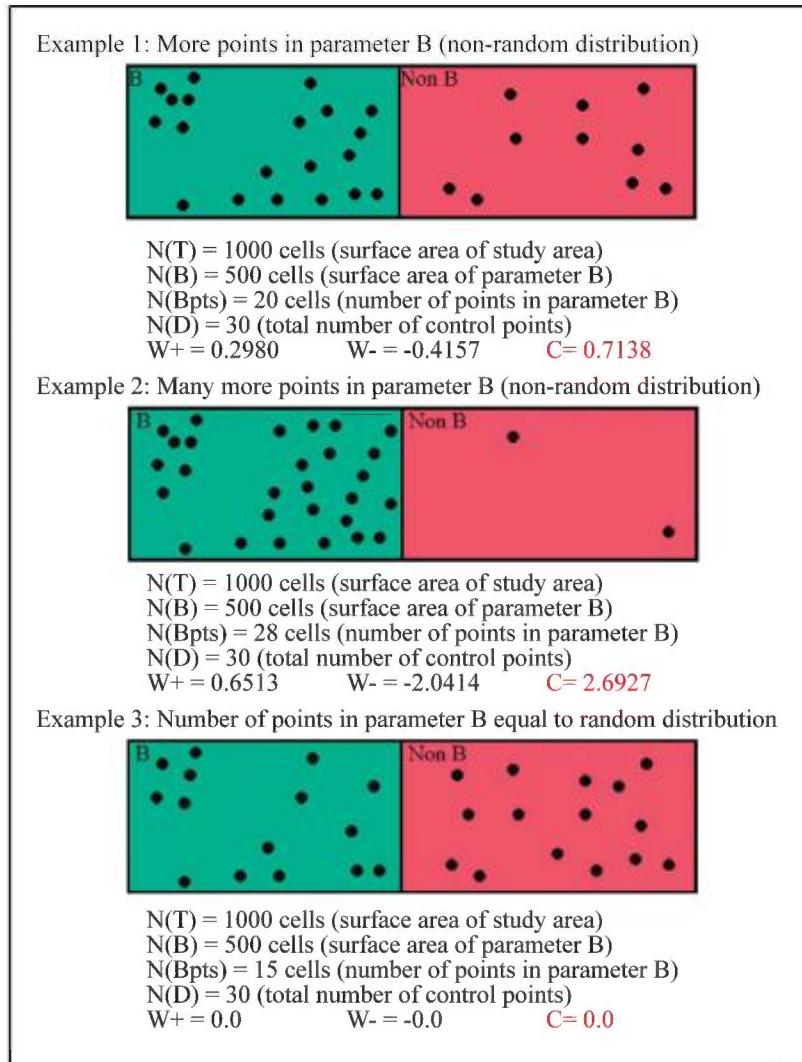 Example 1: More points in parameter B (non-random distribution)
B
Non B
N(T) = 1000 cells (surface area of study area)
N(B) = 500 cells (surface area of parameter B)
N(Bpts) = 20 cells (number of points in parameter B)
N(D) = 30 (total number of control points)
W+ = 0.2980 W- = -0.4157 C= 0.7138
Example 2: Many more points in parameter B (non-random distribution)
B
Non B
N(T) = 1000 cells (surface area of study area)
N(B) = 500 cells (surface area of parameter B)
N(Bpts) = 28 cells (number of points in parameter B)
N(D) = 30 (total number of control points)
W+ = 0.6513 W- = -2.0414 C= 2.6927
Example 3: Number of points in parameter B equal to random distribution
B
Non B
N(T) = 1000 cells (surface area of study area)
N(B) = 500 cells (surface area of parameter B)
N(Bpts) = 15 cells (number of points in parameter B)
N(D) = 30 (total number of control points)
W+ = 0.0 W- = -0.0 C= 0.0